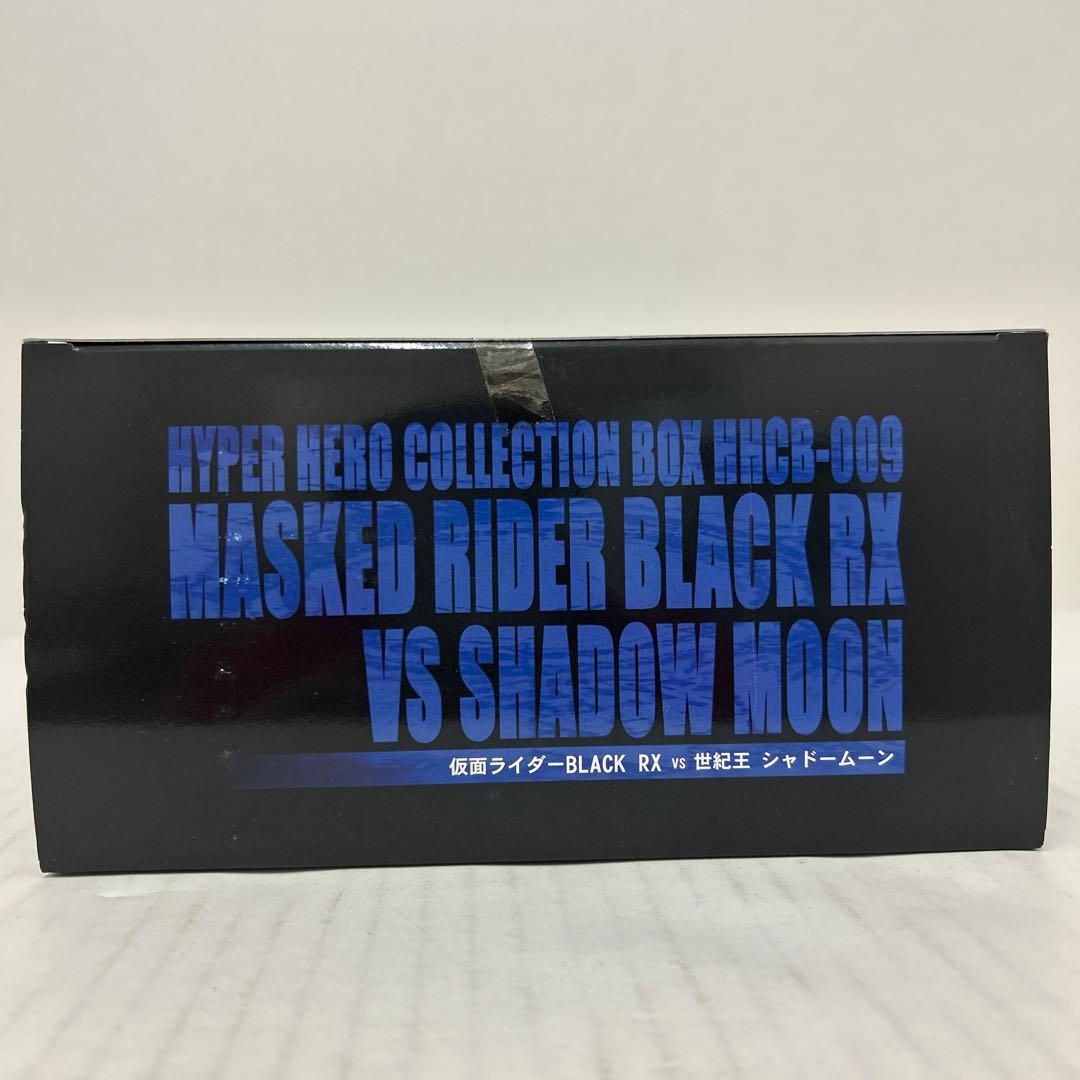 HYPER HERO COLLECTION BOX HHCB-009
MASKED RIDER BLACK RX
VS SHADOW MOON
仮面ライダーBLACK RX VS 世紀王 シャドームーン